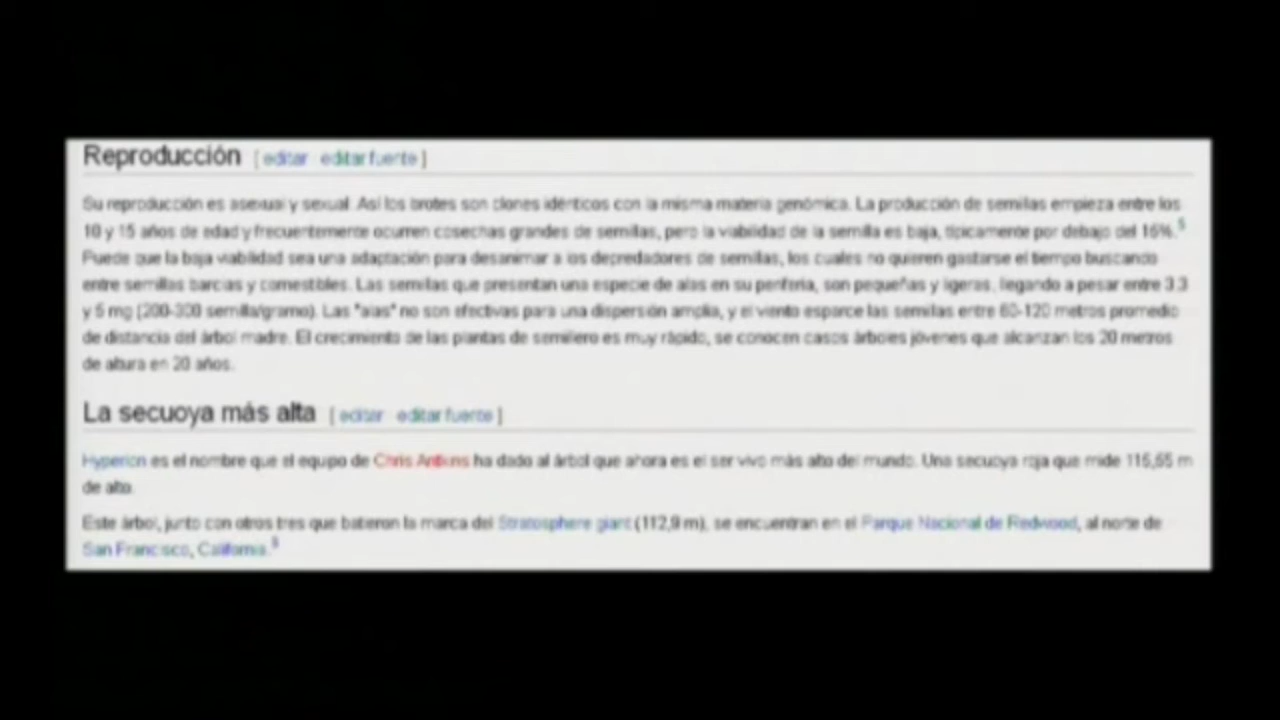 Reproducción [ editar · editar fuente ]
Su reproducción es asexual y sexual. Así los brotes son clones idénticos con la misma materia genómica. La producción de semillas empieza entre los
10 y 15 años de edad y frecuentemente ocurren cosechas grandes de semillas, pero la viabilidad de la semilla es baja, típicamente por debajo del 15%.5
Puede que la baja viabilidad sea una adaptación para desanimar a los depredadores de semillas, los cuales no quieren gastarse el tiempo buscando
entre semillas barcias y comestibles. Las semillas que presentan una especie de alas en su periferia, son pequeñas y ligeras, llegando a pesar entre 3.3
y 5 mg (200-300 semilla/gramo). Las "alas" no son efectivas para una dispersión amplia, y el viento esparce las semillas entre 60-120 metros promedio
de distancia del árbol madre. El crecimiento de las plantas de semillero es muy rápido, se conocen casos árboles jóvenes que alcanzan los 20 metros
de altura en 20 años.
La secuoya más alta [ editar · editar fuente ]
Hyperion es el nombre que el equipo de Chris Antkins ha dado al árbol que ahora es el ser vivo más alto del mundo. Una secuoya roja que mide 115,55 m
de alto.
Este árbol, junto con otros tres que batieron la marca del Stratosphere giant (112,9 m), se encuentran en el Parque Nacional de Redwood, al norte de
San Francisco, California.